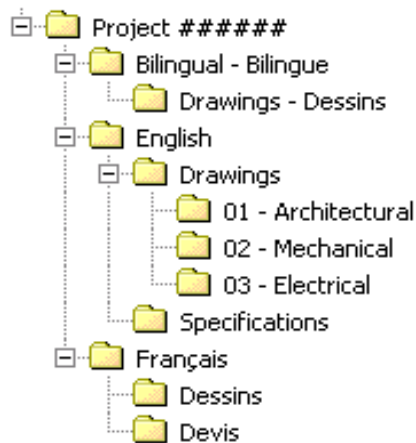 Project ######
Bilingual - Bilingue
Drawings - Dessins
English
Drawings
01 - Architectural
02 - Mechanical
03 - Electrical
Specifications
Français
Dessins
Devis